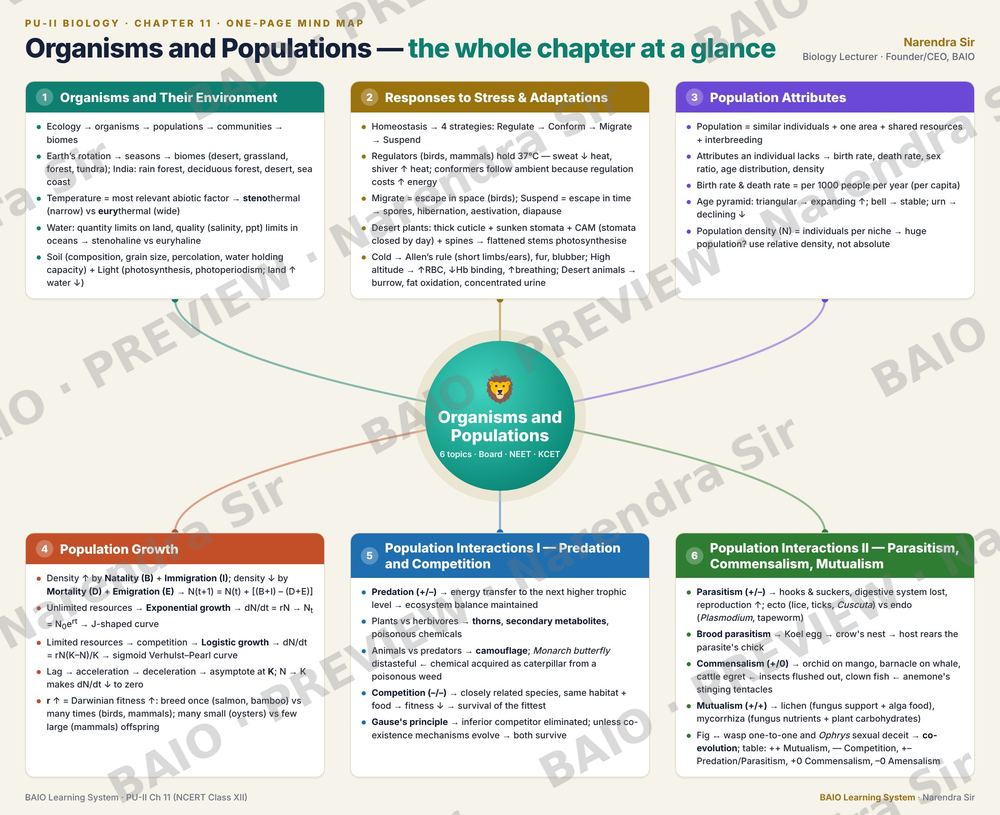 PU-II BIOLOGY · CHAPTER 11 · ONE-PAGE MIND MAP
Organisms and Populations — the whole chapter at a glance
Narendra Sir
Biology Lecturer · Founder/CEO, BAIO
1 Organisms and Their Environment
Ecology → organisms → populations → communities →
biomes
Earth's rotation → seasons → biomes (desert, grassland,
forest, tundra); India: rain forest, deciduous forest, desert, sea
coast
Temperature = most relevant abiotic factor → stenothermal
(narrow) vs eurythermal (wide)
Water: quantity limits on land, quality (salinity, ppt) limits in
oceans → stenohaline vs euryhaline
Soil (composition, grain size, percolation, water holding
capacity) + Light (photosynthesis, photoperiodism; land ↑
water ↓)
2 Responses to Stress & Adaptations
Homeostasis → 4 strategies: Regulate → Conform → Migrate
→ Suspend
Regulators (birds, mammals) hold 37°C — sweat ↓ heat,
shiver ↑ heat; conformers follow ambient because regulation
costs ↑ energy
Migrate = escape in space (birds); Suspend = escape in time
→ spores, hibernation, aestivation, diapause
Desert plants: thick cuticle + sunken stomata + CAM (stomata
closed by day) + spines → flattened stems photosynthesise
Cold → Allen's rule (short limbs/ears), fur, blubber; High
altitude → ↑RBC, ↓Hb binding, ↑breathing; Desert animals →
burrow, fat oxidation, concentrated urine
3 Population Attributes
Population = similar individuals + one area + shared resources
+ interbreeding
Attributes an individual lacks → birth rate, death rate, sex
ratio, age distribution, density
Birth rate & death rate = per 1000 people per year (per capita)
Age pyramid: triangular → expanding ↑; bell → stable; urn →
declining ↓
Population density (N) = individuals per niche → huge
population? use relative density, not absolute
🦁
Organisms and
Populations
6 topics · Board · NEET · KCET
4 Population Growth
Density ↑ by Natality (B) + Immigration (I); density ↓ by
Mortality (D) + Emigration (E) → N(t+1) = N(t) + [(B+I) – (D+E)]
Unlimited resources → Exponential growth → dN/dt = rN → Nt
= N0e^rt → J-shaped curve
Limited resources → competition → Logistic growth → dN/dt
= rN(K–N)/K → sigmoid Verhulst–Pearl curve
Lag → acceleration → deceleration → asymptote at K; N → K
makes dN/dt ↓ to zero
r ↑ = Darwinian fitness ↑: breed once (salmon, bamboo) vs
many times (birds, mammals); many small (oysters) vs few
large (mammals) offspring
5 Population Interactions I — Predation
and Competition
Predation (+/–) → energy transfer to the next higher trophic
level → ecosystem balance maintained
Plants vs herbivores → thorns, secondary metabolites,
poisonous chemicals
Animals vs predators → camouflage; Monarch butterfly
distasteful ← chemical acquired as caterpillar from a
poisonous weed
Competition (–/–) → closely related species, same habitat +
food → fitness ↓ → survival of the fittest
Gause's principle → inferior competitor eliminated; unless co-
existence mechanisms evolve → both survive
6 Population Interactions II — Parasitism,
Commensalism, Mutualism
Parasitism (+/–) → hooks & suckers, digestive system lost,
reproduction ↑; ecto (lice, ticks, Cuscuta) vs endo
(Plasmodium, tapeworm)
Brood parasitism → Koel egg → crow's nest → host rears the
parasite's chick
Commensalism (+/0) → orchid on mango, barnacle on whale,
cattle egret ← insects flushed out, clown fish ← anemone's
stinging tentacles
Mutualism (+/+) → lichen (fungus support + alga food),
mycorrhiza (fungus nutrients + plant carbohydrates)
Fig ↔ wasp one-to-one and Ophrys sexual deceit → co-
evolution; table: ++ Mutualism, –– Competition, +–
Predation/Parasitism, +0 Commensalism, –0 Amensalism
BAIO Learning System · PU-II Ch 11 (NCERT Class XII)
BAIO Learning System · Narendra Sir
BAIO · PREVIEW · Narendra Sir